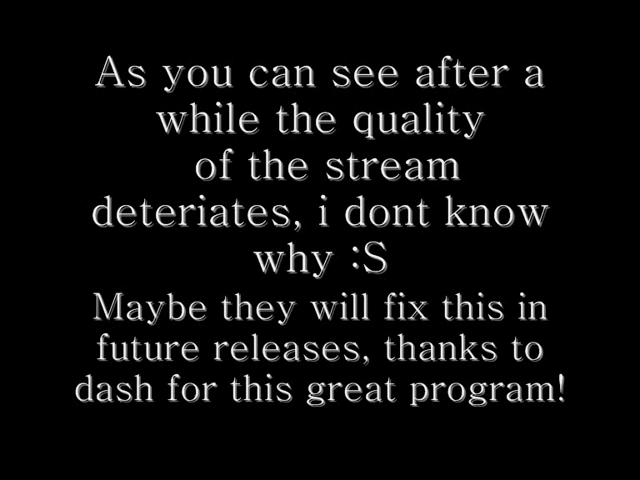 As you can see after a
while the quality
of the stream
deteriates, i dont know
why :S
Maybe they will fix this in
future releases, thanks to
dash for this great program!